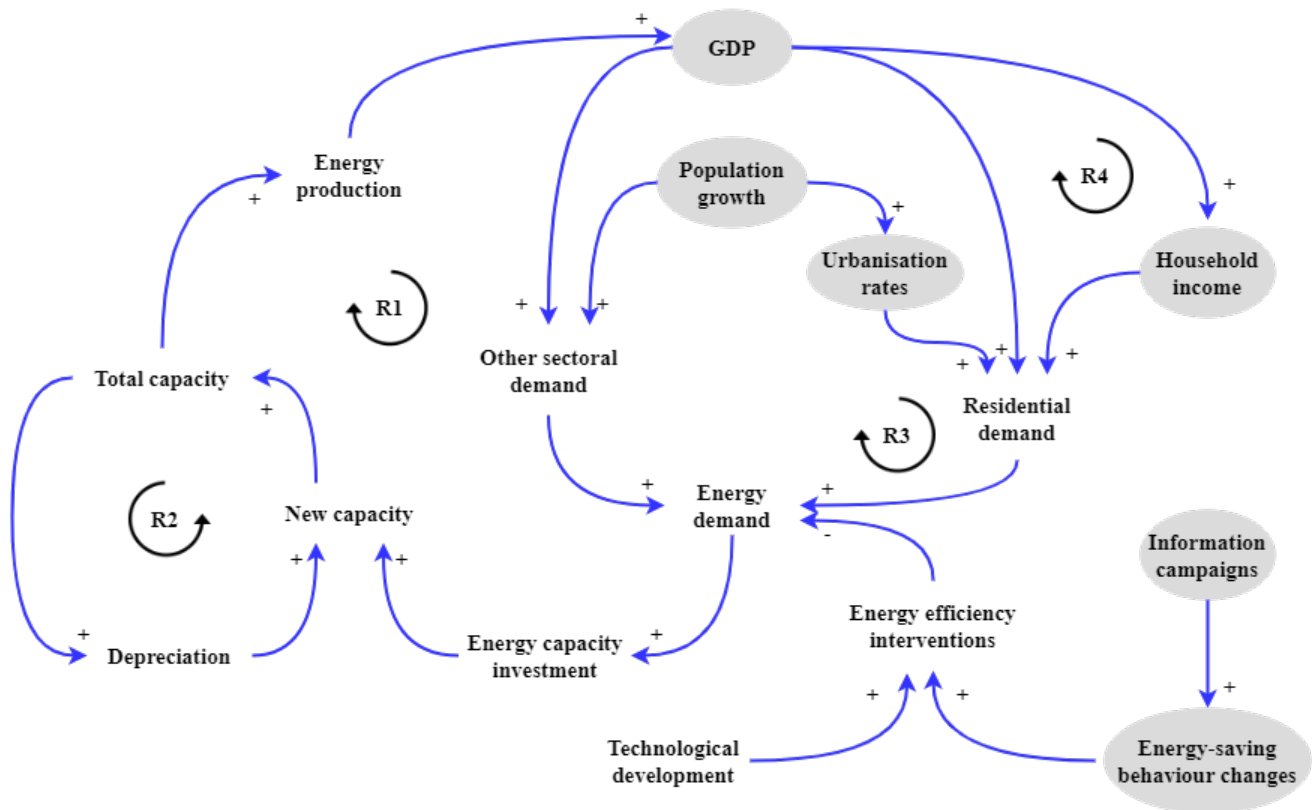 +
GDP
Energy
production
+
Population
growth
+
R4
+
Urbanisation
rates
Household
income
R1
+
+
Other sectoral
demand
+
+
+
Total capacity
+
Residential
demand
R3
R2
New capacity
+
Energy
demand
+
-
Information
campaigns
+
+
Energy efficiency
interventions
+
Depreciation
Energy capacity
investment
+
+
+
+
Technological
development
Energy-saving
behaviour changes